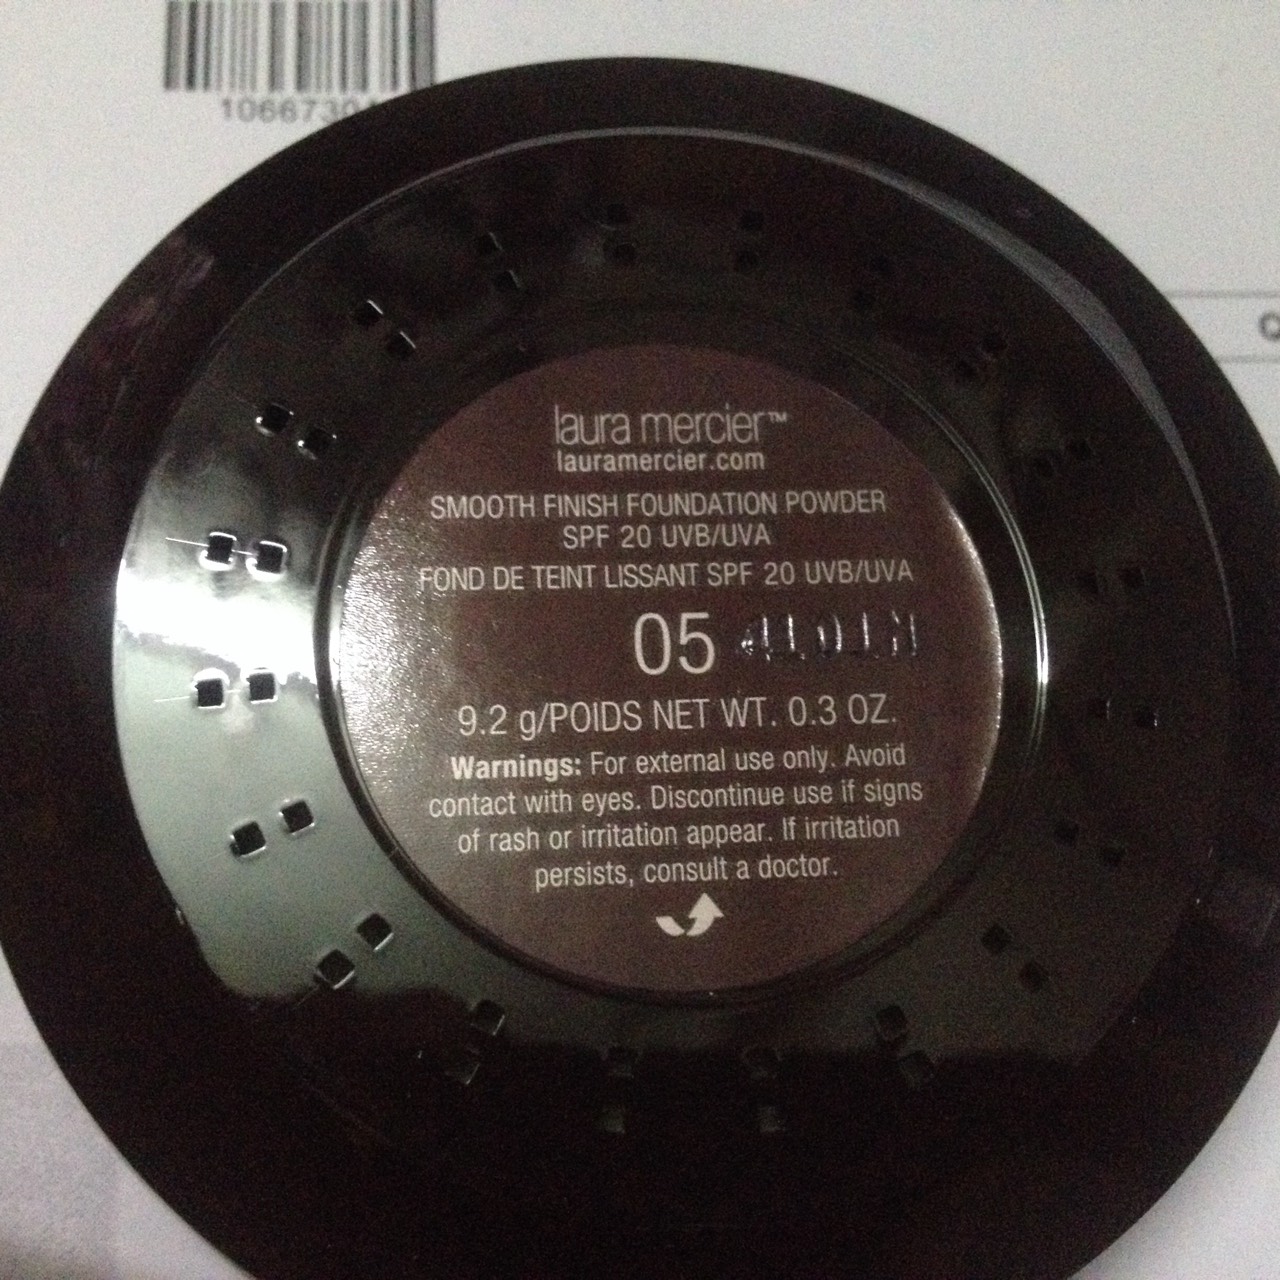 laura mercier™
lauramercier.com
SMOOTH FINISH FOUNDATION POWDER
SPF 20 UVB/UVA
FOND DE TEINT LISSANT SPF 20 UVB/UVA
05
9.2 g/POIDS NET WT. 0.3 OZ.
Warnings: For external use only. Avoid
contact with eyes. Discontinue use if signs
of rash or irritation appear. If irritation
persists, consult a doctor.